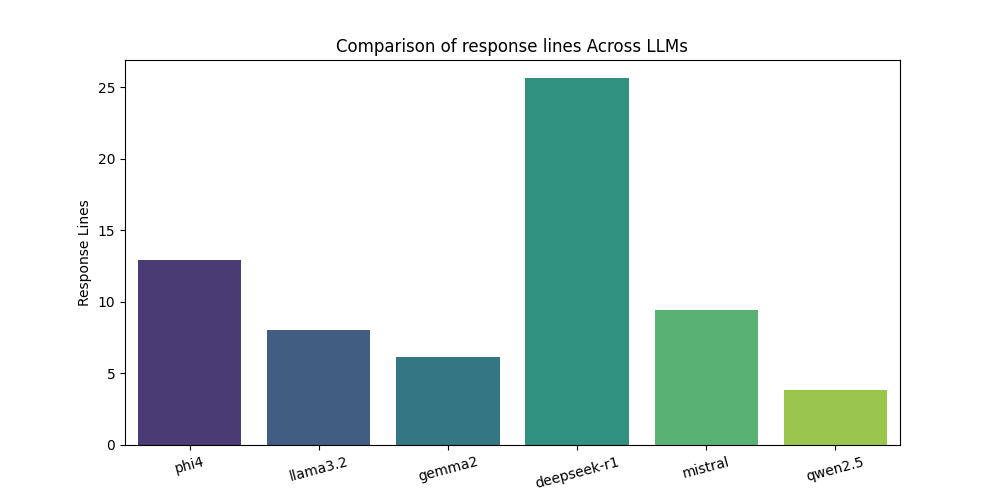 Comparison of response lines Across LLMs
Response Lines
25
20
15
10
5
0
phi4
llama3.2
gemma2
deepseek-r1
mistral
qwen2.5